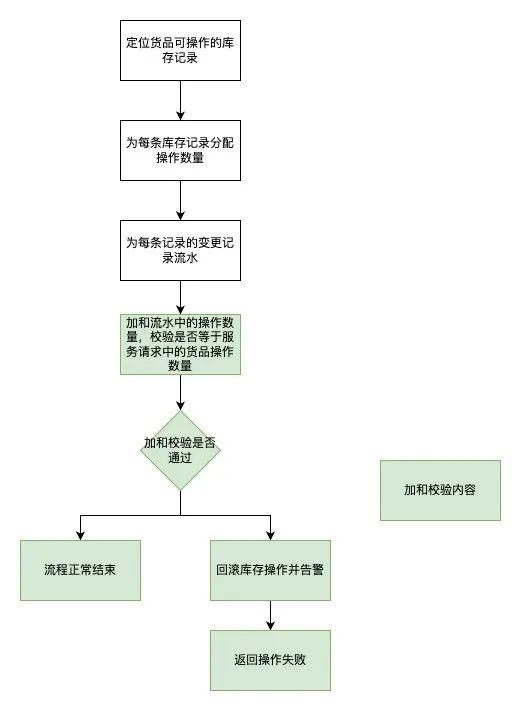 定位货品可操作的库
存记录
为每条库存记录分配
操作数量
为每条记录的变更记
录流水
加和流水中的操作数
量，校验是否等于服
务请求中的货品操作
数量
加和校验是否
通过
加和校验内容
流程正常结束
回滚库存操作并告警
返回操作失败